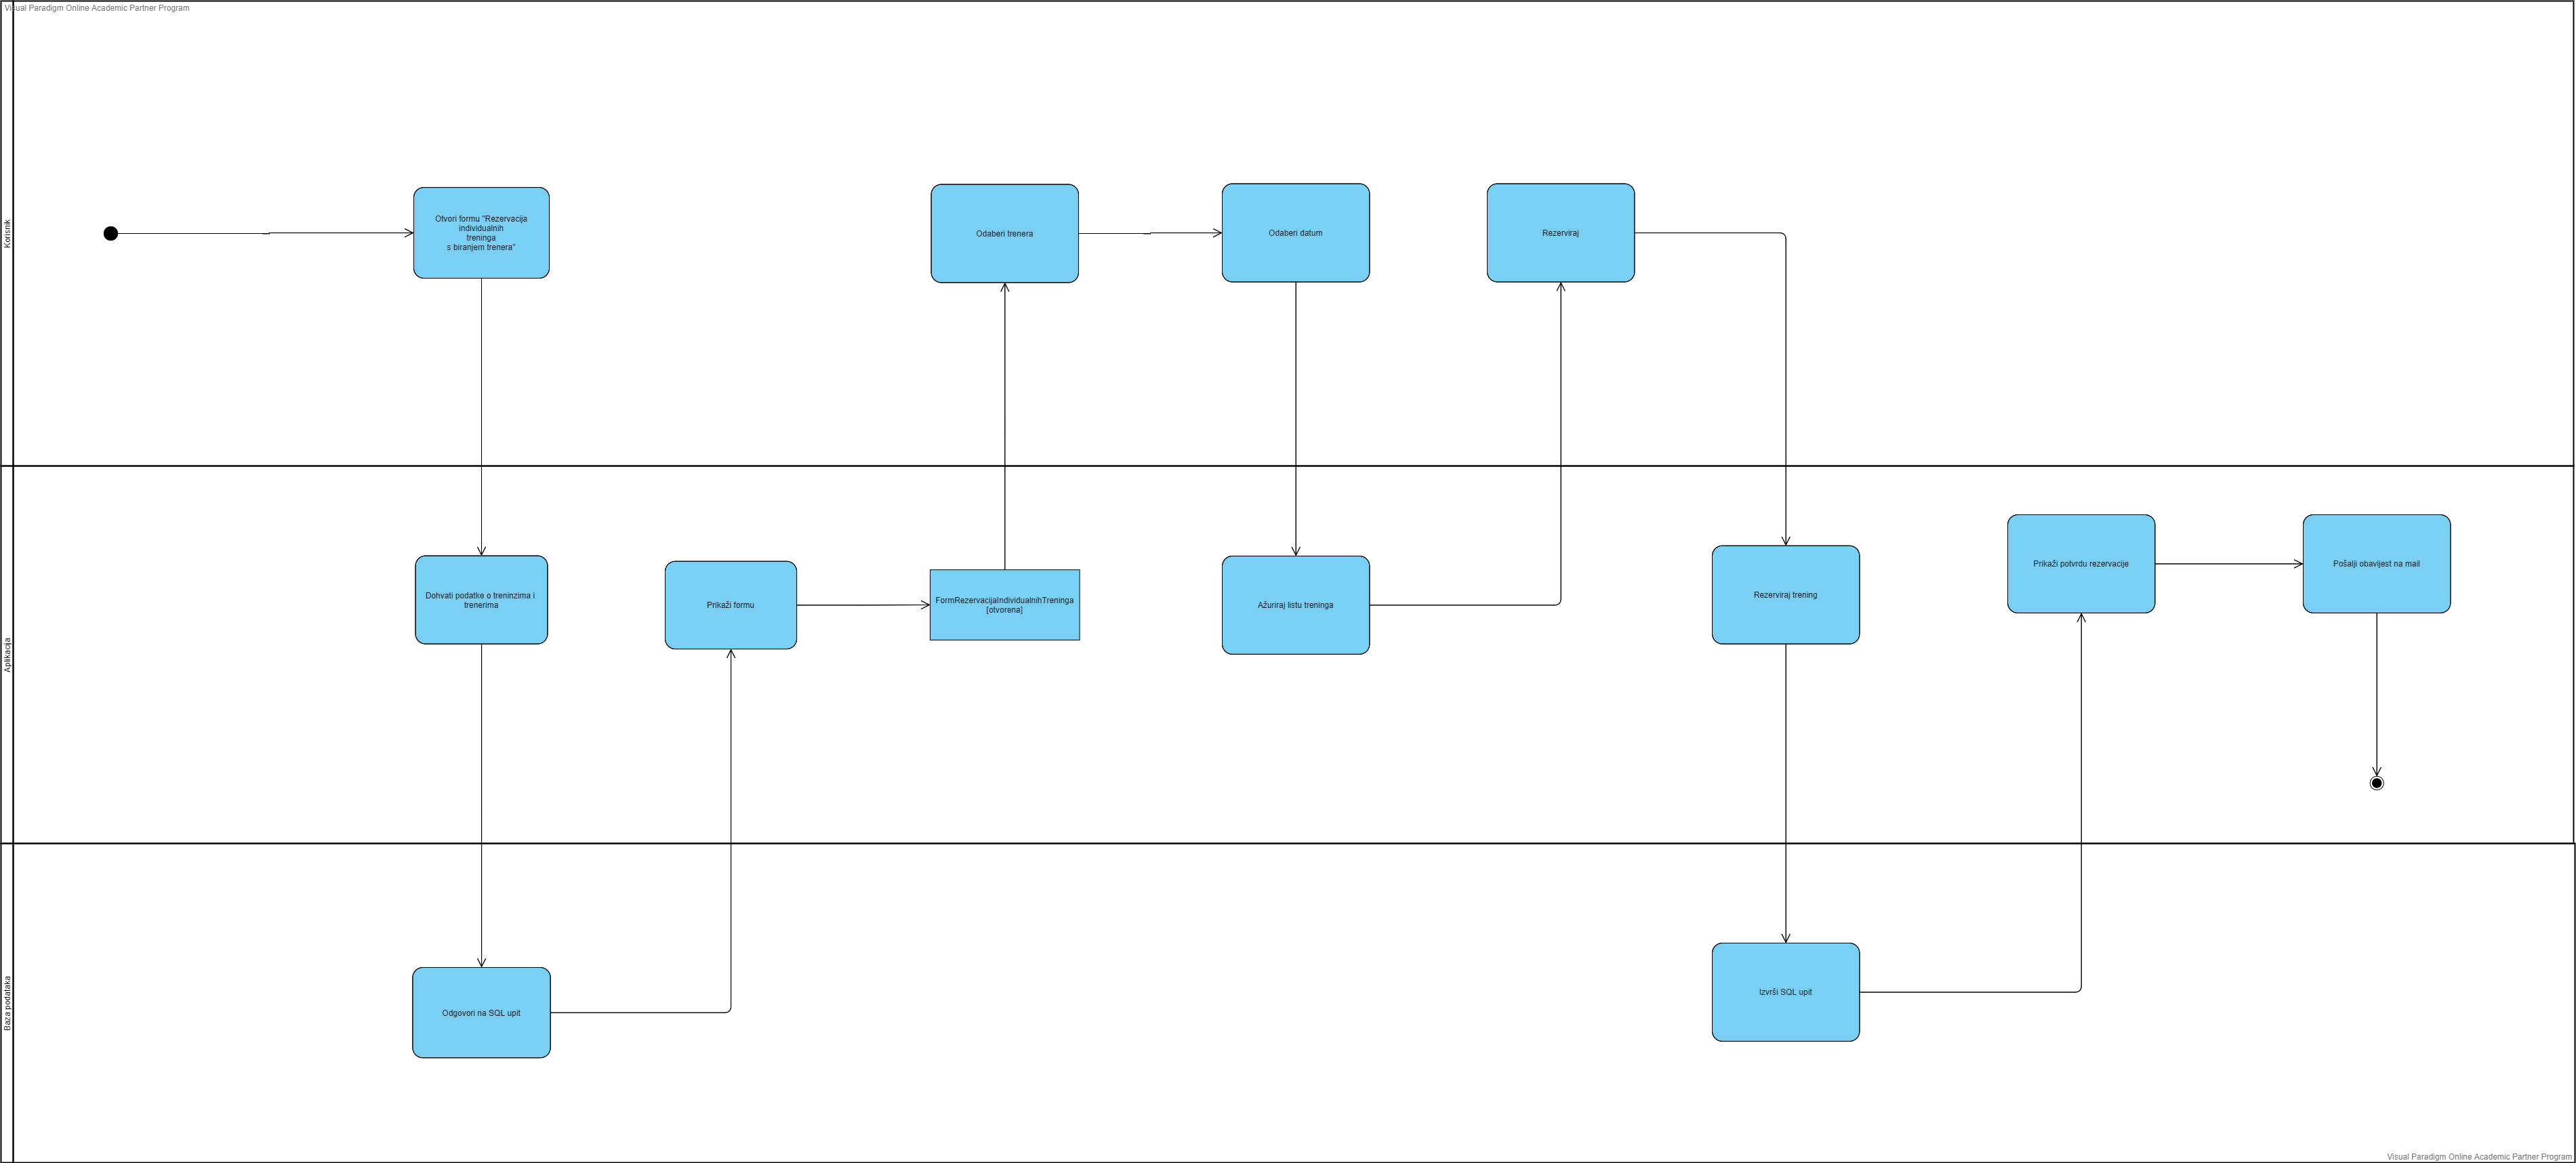 Visual Paradigm Online Academic Partner Program
Korisnik
Otvori formu "Rezervacija
individualnih
treninga
s biranjem trenera"
Odaberi trenera
Odaberi datum
Rezerviraj
Aplikacija
Dohvati podatke o treninzima i
trenerima
Prikaži formu
FormRezervacijaIndividualnihTreninga
[otvorena]
Ažuriraj listu treninga
Rezerviraj trening
Prikaži potvrdu rezervacije
Pošalji obavijest na mail
Baza podataka
Odgovori na SQL upit
Izvrši SQL upit
Visual Paradigm Online Academic Partner Program